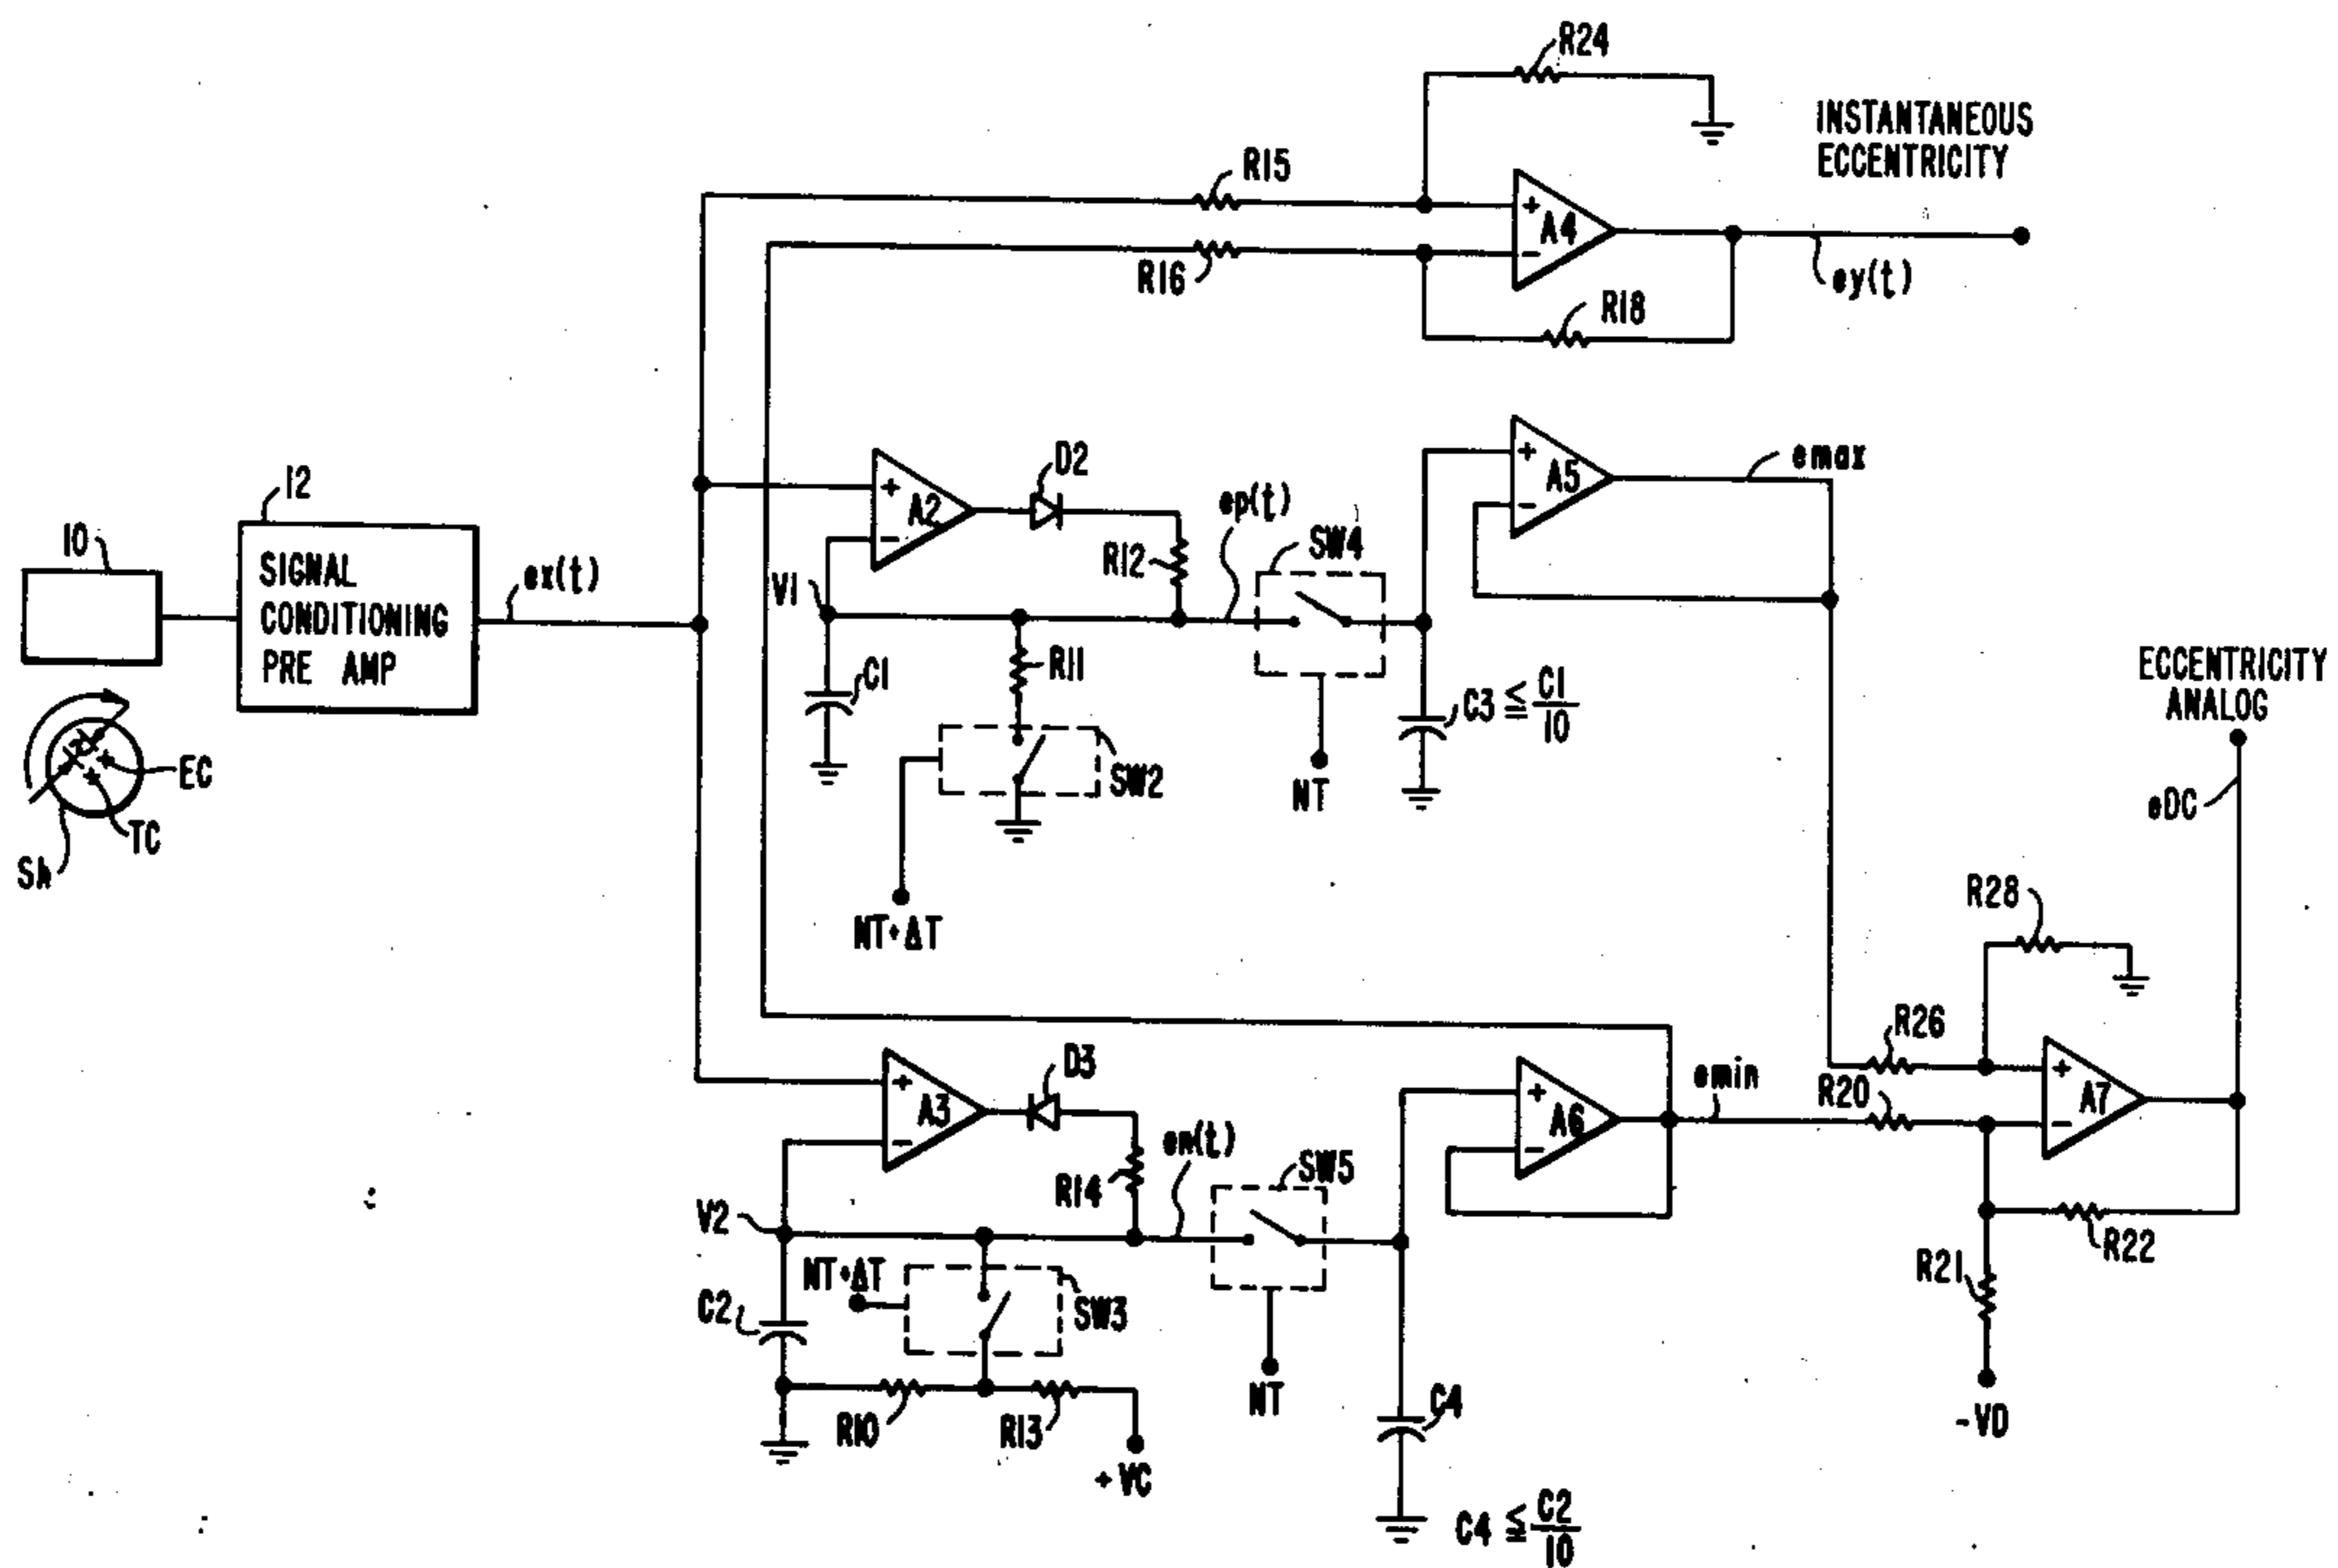 R24
INSTANTANEOUS
ECCENTRICITY
R15
+
A4
-
R16
ey(t)
R18
12
10
SIGNAL
CONDITIONING
PRE AMP
ex(t)
+
A2
-
D2
R12
ep(t)
SW4
+
A5
-
emax
V1
C1
R11
SW2
NT+ΔT
NT
C3 ≦ C1/10
EC
TC
SA
ECCENTRICITY
ANALOG
eDC
R28
R26
R20
+
A7
-
R22
R21
-VD
+
A3
-
D3
R14
en(t)
SW5
+
A6
-
emin
V2
NT+ΔT
C2
SW3
R10
R13
+VC
NT
C4
C4 ≦ C2/10